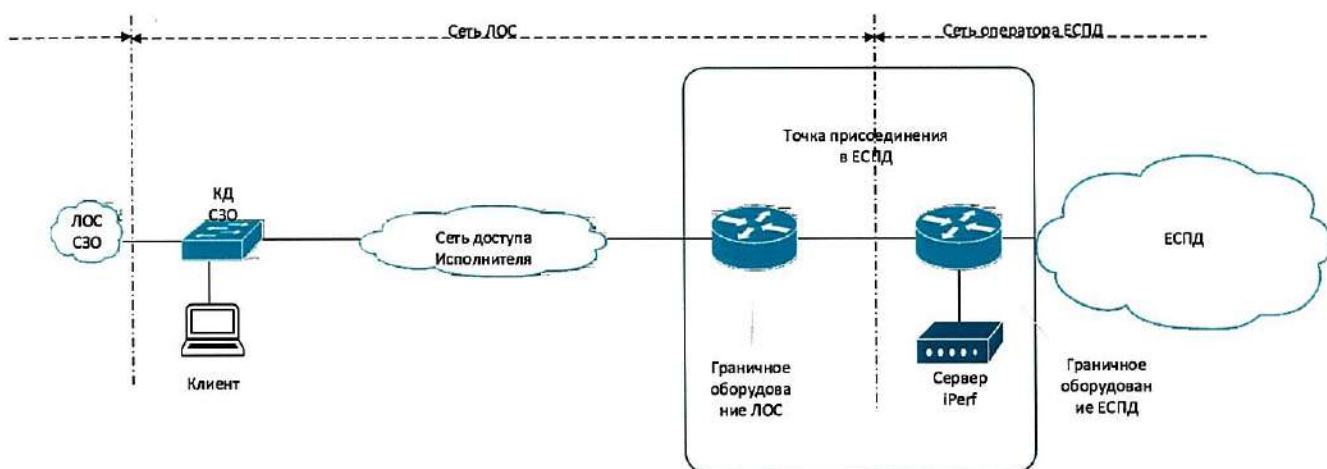 Сеть ЛОС
Сеть оператора ЕСПД
Точка присоединения
в ЕСПД
КД
СЗО
ЛОС
СЗО
Сеть доступа
Исполнителя
ЕСПД
Клиент
Граничное
оборудова
ние ЛОС
Сервер
iPerf
Граничное
оборудован
ие ЕСПД